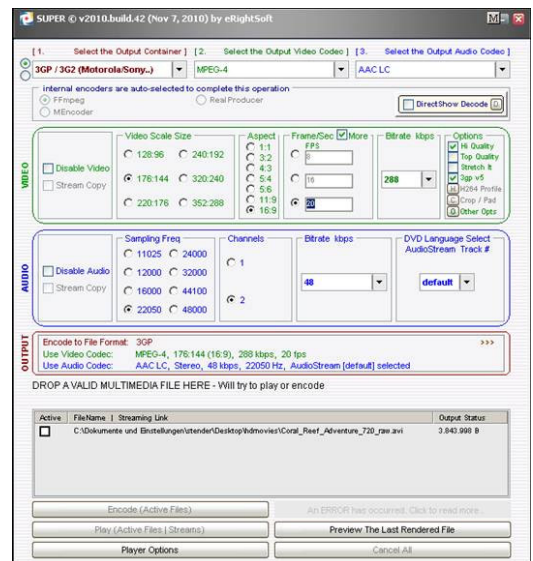 SUPER © v2010.build.42 (Nov 7, 2010) by eRightSoft
M
[ 1. Select the Output Container ] [ 2. Select the Output Video Codec ] [ 3. Select the Output Audio Codec ]
3GP / 3G2 (Motorola/Sony,..) MPEG-4 AAC LC
internal encoders are auto-selected to complete this operation
FFmpeg RealProducer
MEncoder
DirectShow Decode D
VIDEO
Disable Video
Stream Copy
Video Scale Size
128:96 240:192
176:144 320:240
220:176 352:288
Aspect
1:1
3:2
4:3
5:4
5:6
11:9
16:9
Frame/Sec More
FPS
16
20
Bitrate kbps
288
Options
Hi Quality
Top Quality
Stretch It
3gp v5
H H264 Profile
C Crop / Pad
O Other Opts
AUDIO
Disable Audio
Stream Copy
Sampling Freq
11025 24000
12000 32000
16000 44100
22050 48000
Channels
1
2
Bitrate kbps
48
DVD Language Select
AudioStream Track #
default
OUTPUT
Encode to File Format: 3GP >>>
Use Video Codec: MPEG-4, 176:144 (16:9), 288 kbps, 20 fps
Use Audio Codec: AAC LC, Stereo, 48 kbps, 22050 Hz, AudioStream [default] selected
DROP A VALID MULTIMEDIA FILE HERE - Will try to play or encode
Active FileName | Streaming Link Output Status
C:\Dokumente und Einstellungen\stender\Desktop\hdmovies\Coral_Reef_Adventure_720_raw.avi 3.843.998 B
Encode (Active Files) An ERROR has occurred. Click to read more..
Play (Active Files | Streams) Preview The Last Rendered File
Player Options Cancel All